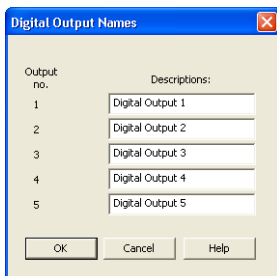 Digital Output Names
Output
no.
Descriptions:
1 Digital Output 1
2 Digital Output 2
3 Digital Output 3
4 Digital Output 4
5 Digital Output 5
OK Cancel Help